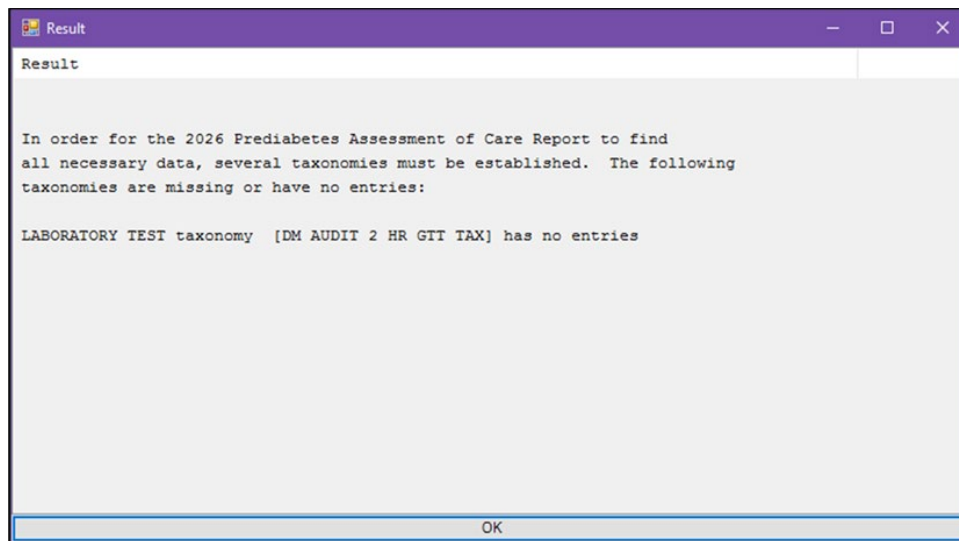 Result
Result
In order for the 2026 Prediabetes Assessment of Care Report to find
all necessary data, several taxonomies must be established.  The following
taxonomies are missing or have no entries:
LABORATORY TEST taxonomy  [DM AUDIT 2 HR GTT TAX] has no entries
OK